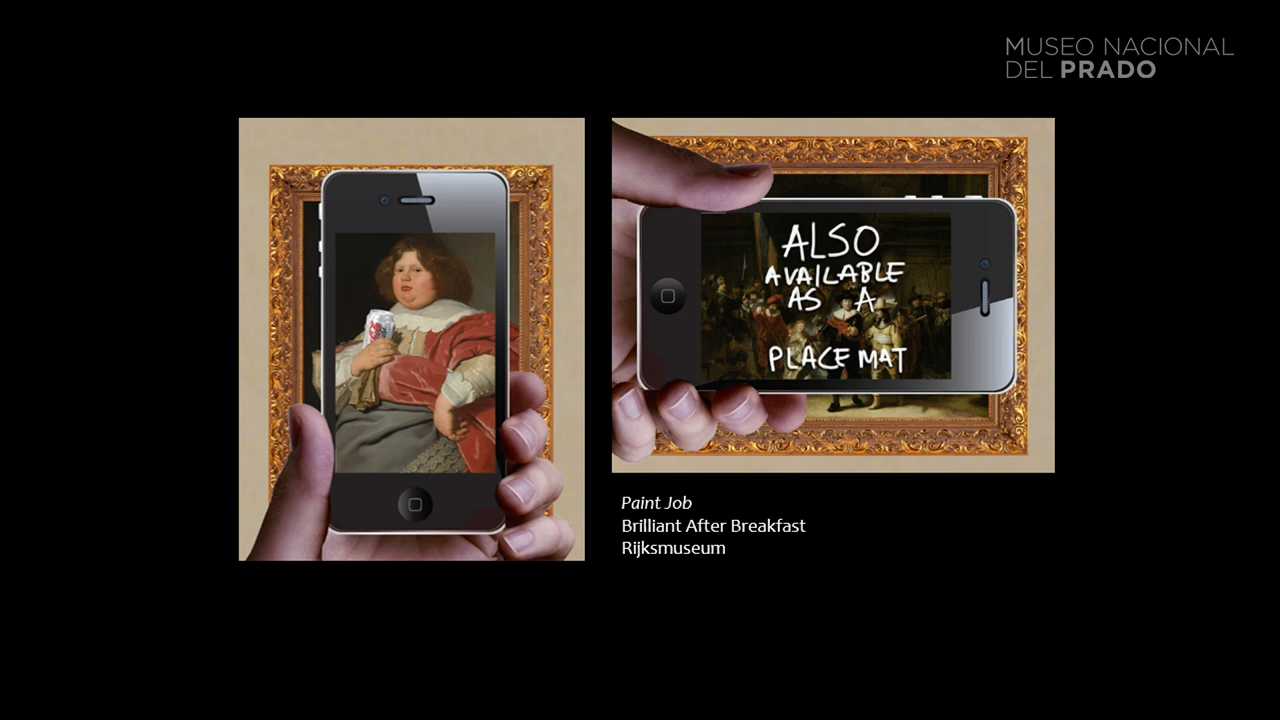 MUSEO NACIONAL
DEL PRADO
ALSO
AVAILABLE
AS A
PLACE MAT
Paint Job
Brilliant After Breakfast
Rijksmuseum